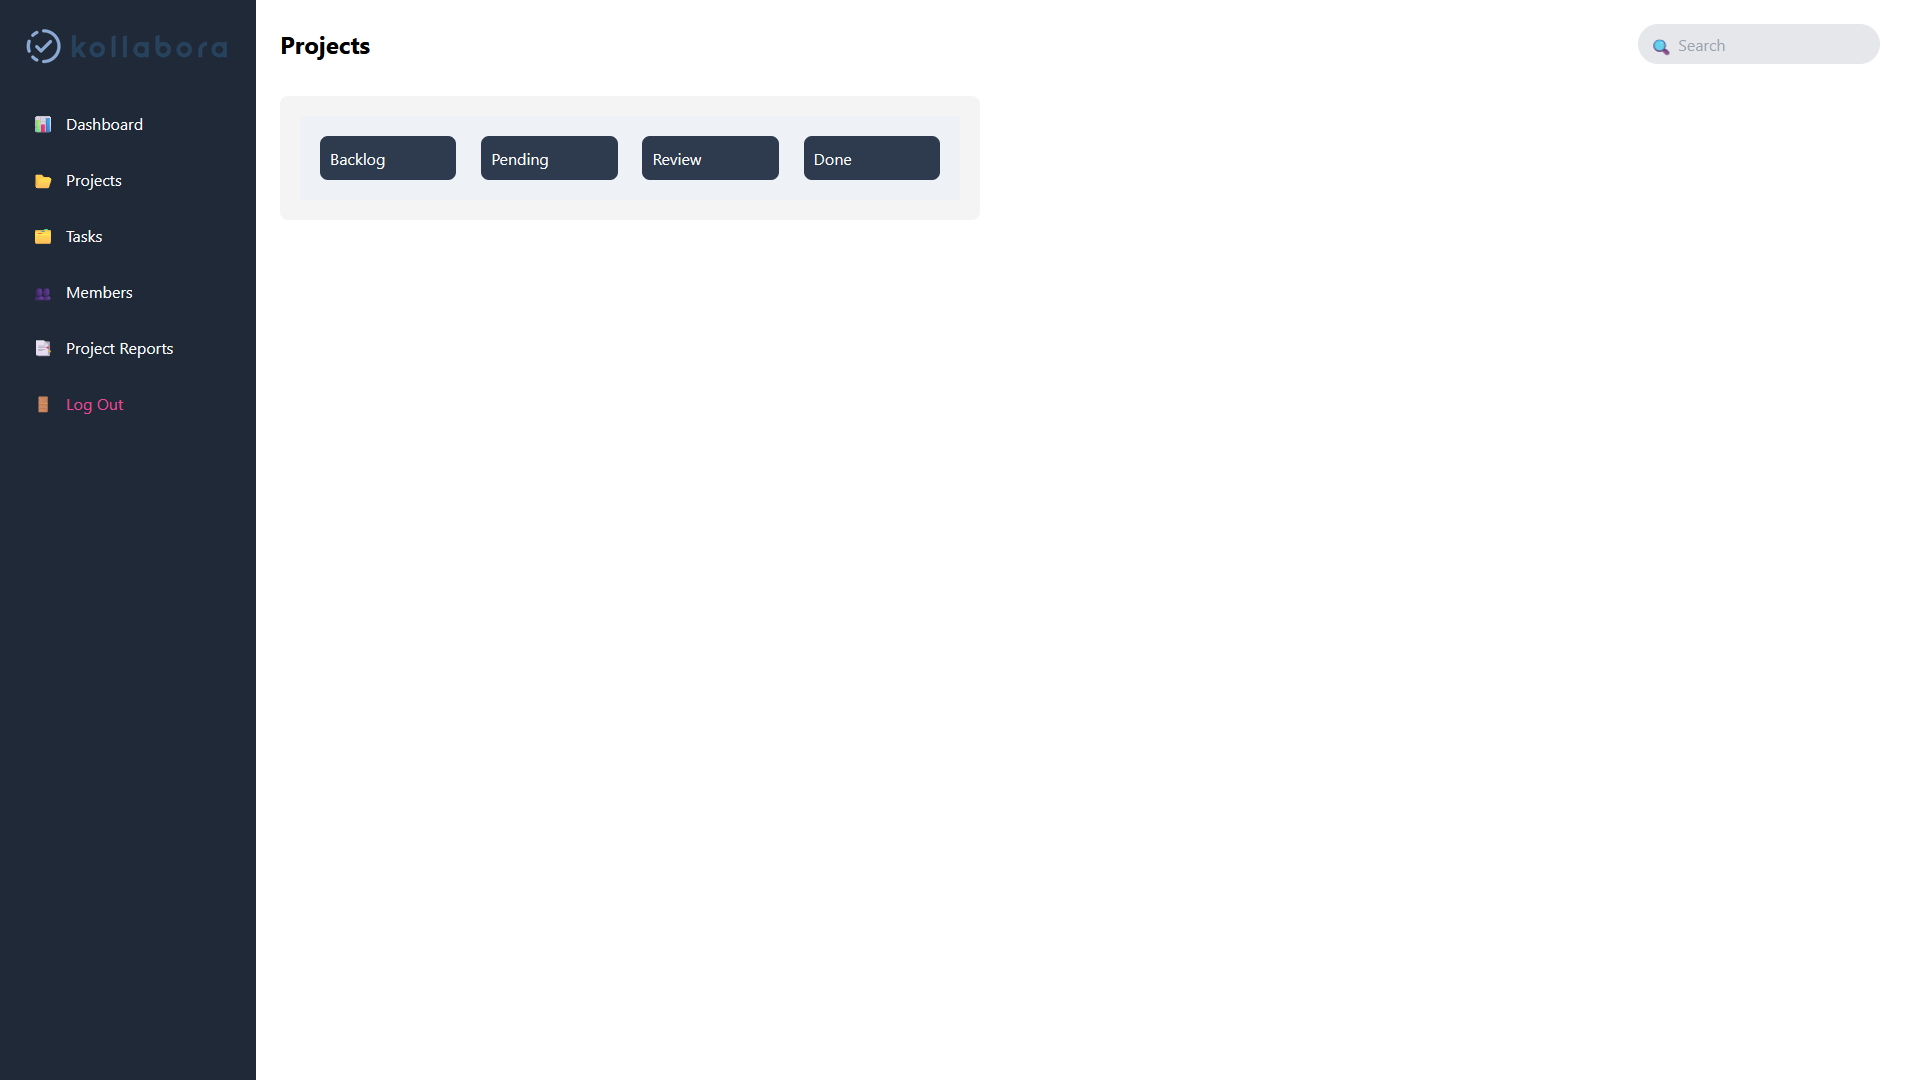 kollabora
Dashboard
Projects
Tasks
Members
Project Reports
Log Out
Projects
Search
Backlog
Pending
Review
Done